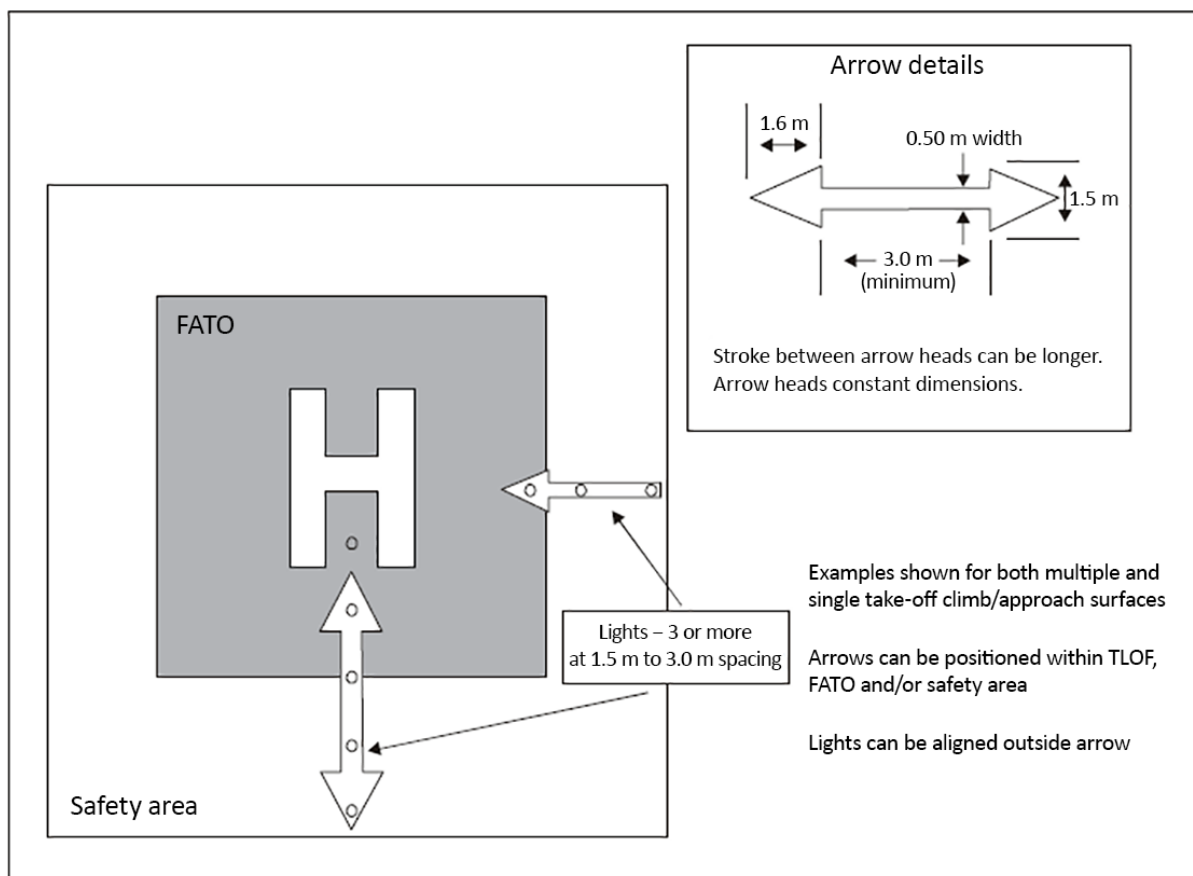 Arrow details
1.6 m
0.50 m width
1.5 m
3.0 m
(minimum)
Stroke between arrow heads can be longer.
Arrow heads constant dimensions.
FATO
H
Lights – 3 or more
at 1.5 m to 3.0 m spacing
Examples shown for both multiple and
single take-off climb/approach surfaces
Arrows can be positioned within TLOF,
FATO and/or safety area
Lights can be aligned outside arrow
Safety area